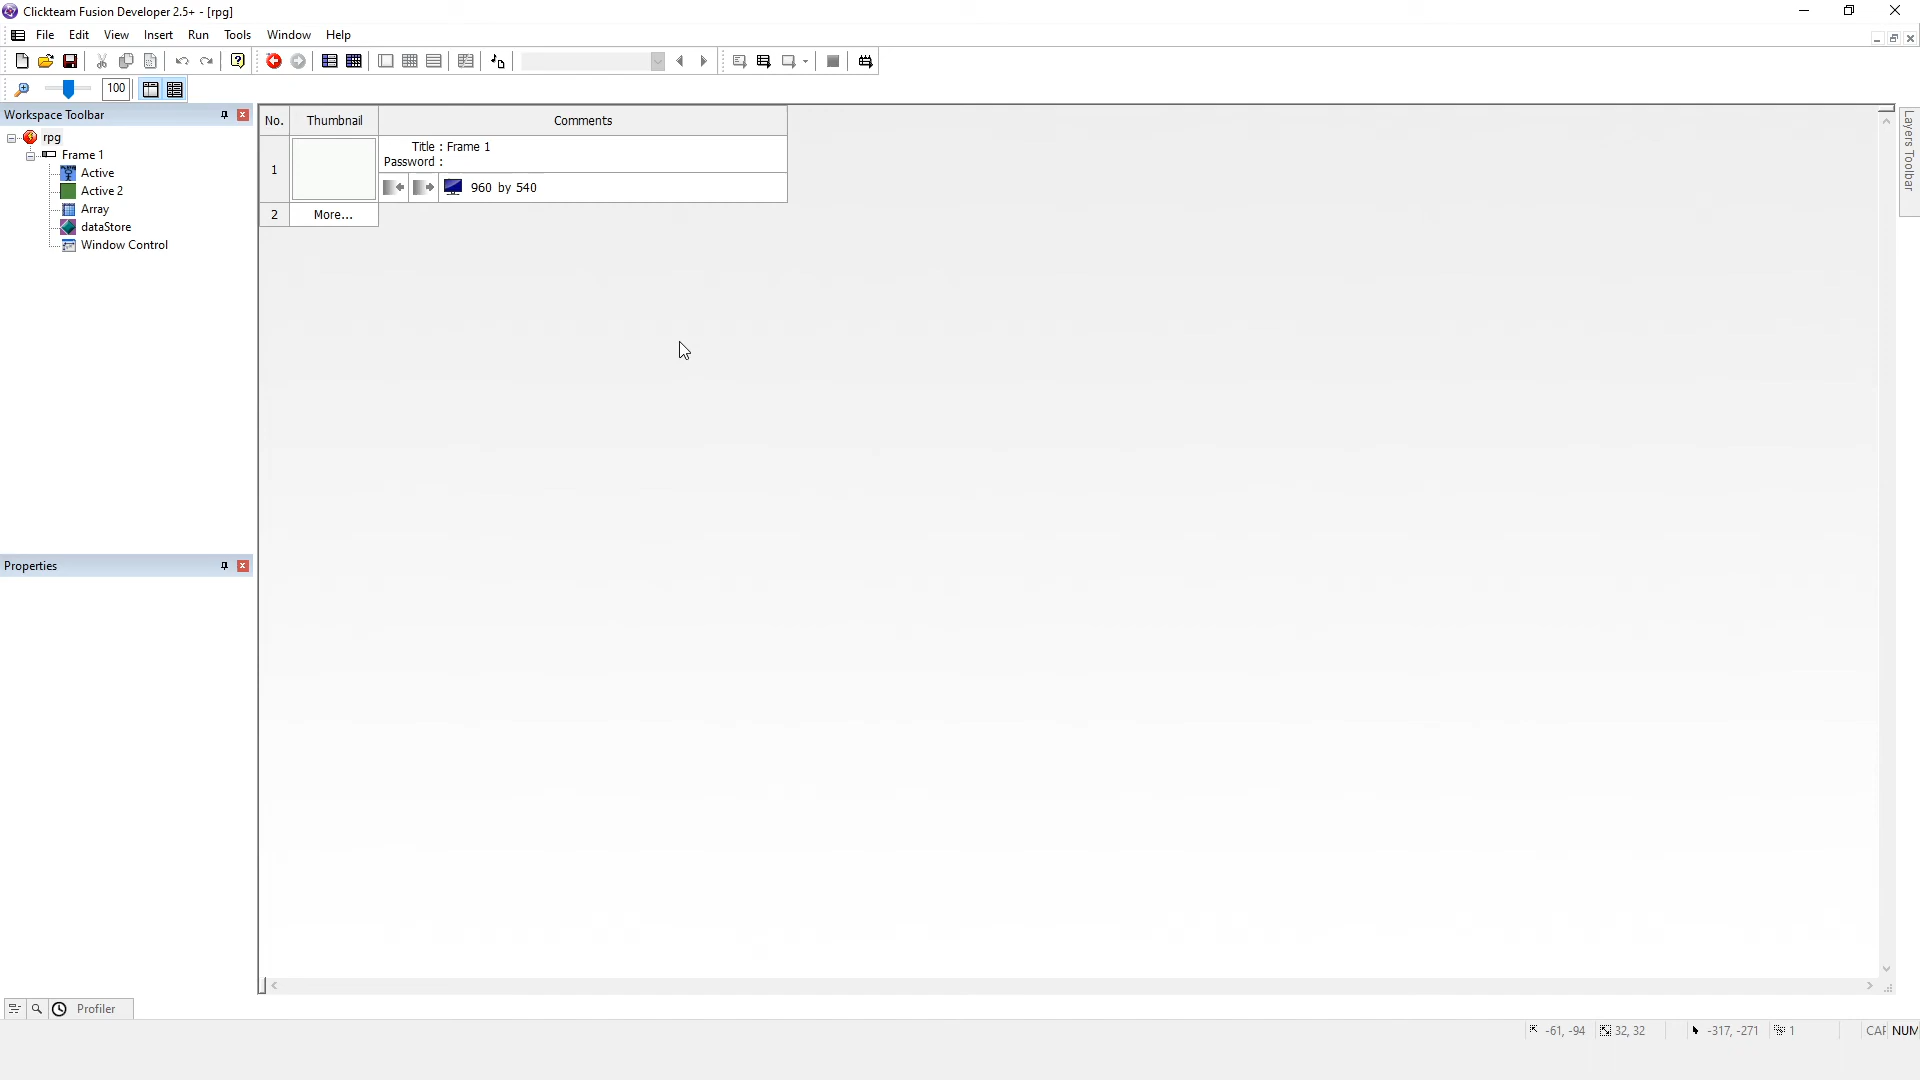 Clickteam Fusion Developer 2.5+ - [rpg]
File Edit View Insert Run Tools Window Help
100
Workspace Toolbar
rpg
Frame 1
Active
Active 2
Array
dataStore
Window Control
No. Thumbnail Comments
1
Title : Frame 1
Password :
960 by 540
2 More...
Layers Toolbar
Properties
Profiler
-61, -94 32, 32 -317, -271 1 CAP NUM